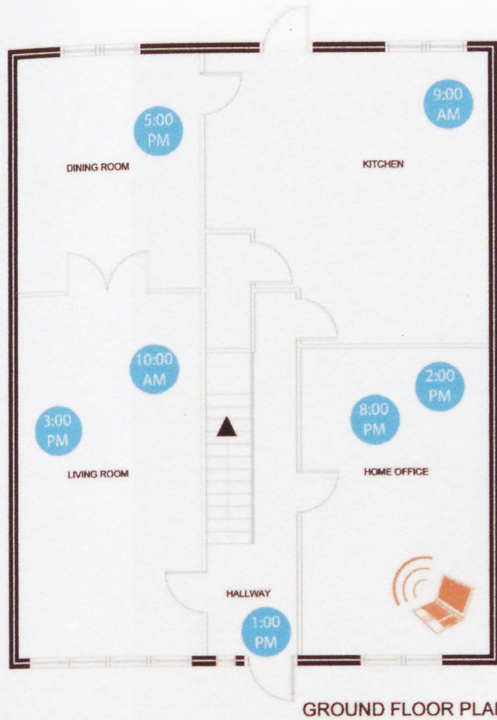 5:00
PM
9:00
AM
DINING ROOM
KITCHEN
10:00
AM
3:00
PM
2:00
PM
8:00
PM
LIVING ROOM
HOME OFFICE
HALLWAY
1:00
PM
GROUND FLOOR PLAN